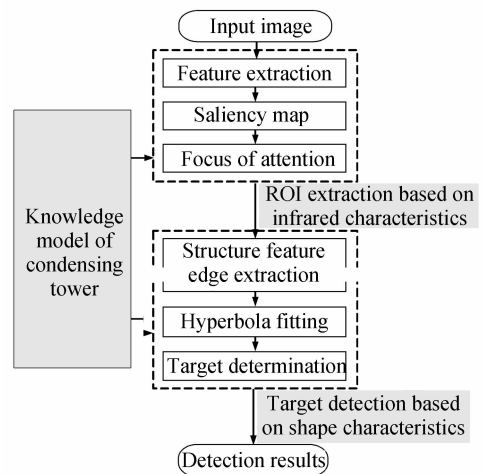 Input image
Feature extraction
Saliency map
Focus of attention
ROI extraction based on
infrared characteristics
Knowledge
model of
condensing
tower
Structure feature
edge extraction
Hyperbola fitting
Target determination
Target detection based
on shape characteristics
Detection results